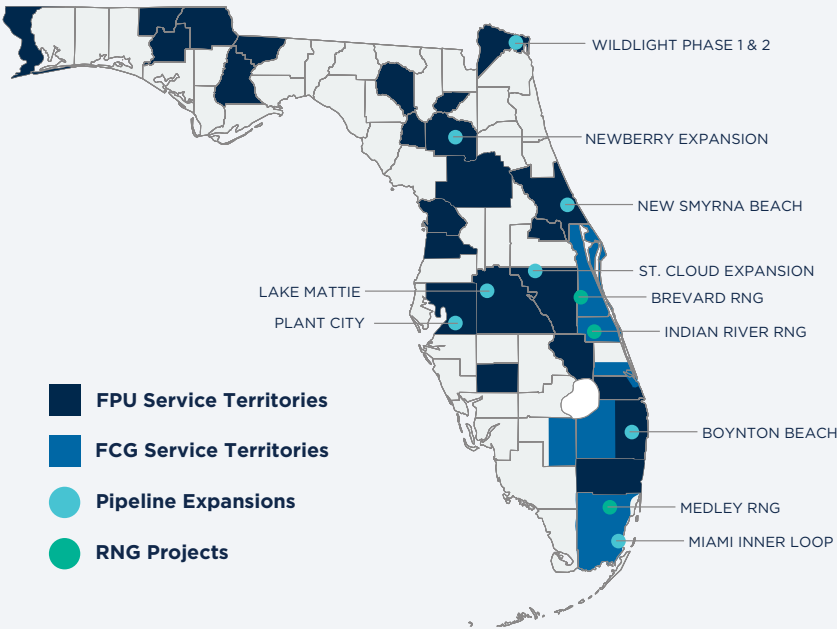 WILDLIGHT PHASE 1 & 2
NEWBERRY EXPANSION
NEW SMYRNA BEACH
ST. CLOUD EXPANSION
LAKE MATTIE
BREVARD RNG
PLANT CITY
INDIAN RIVER RNG
FPU Service Territories
FCG Service Territories
BOYNTON BEACH
Pipeline Expansions
MEDLEY RNG
MIAMI INNER LOOP
RNG Projects